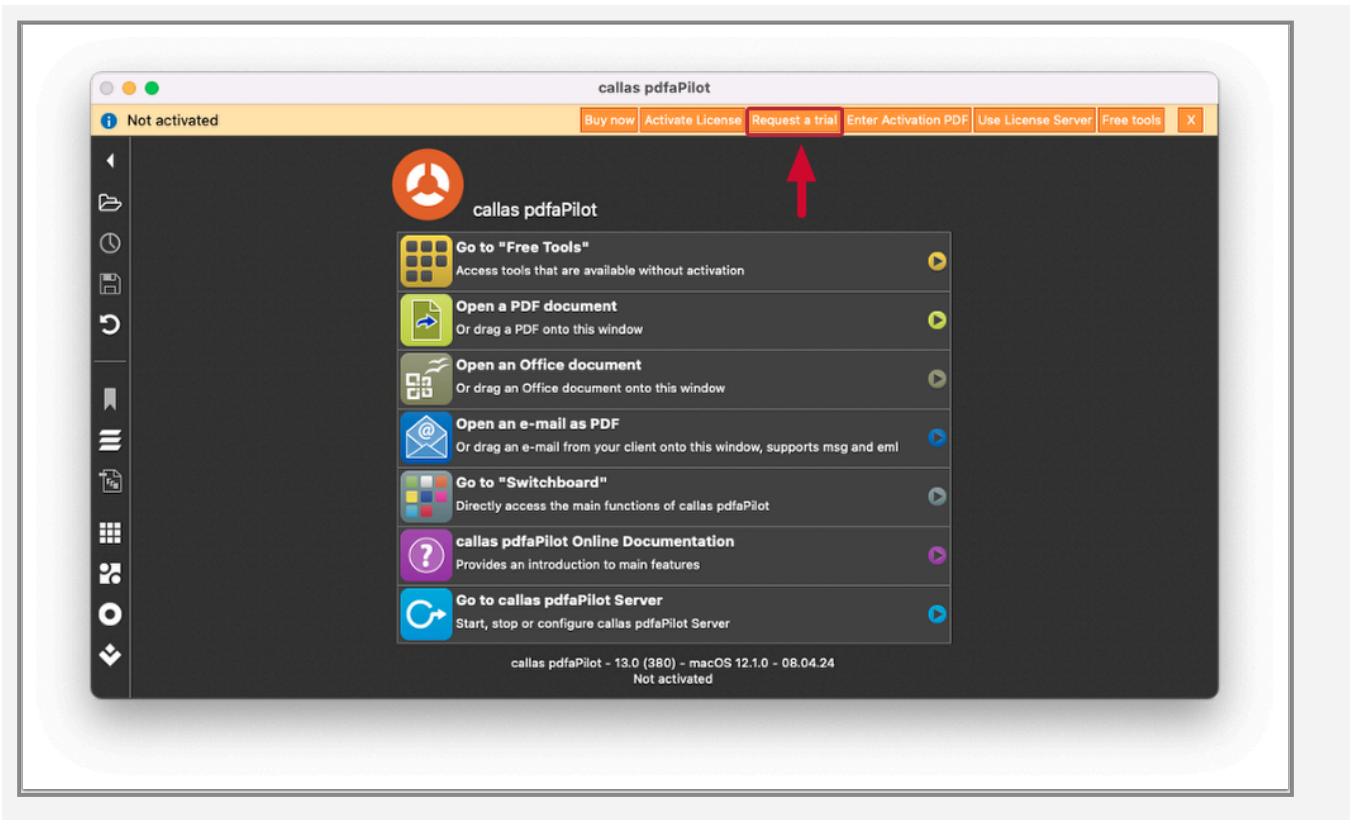 callas pdfaPilot
Not activated
Buy now Activate License Request a trial Enter Activation PDF Use License Server Free tools X
callas pdfaPilot
Go to "Free Tools"
Access tools that are available without activation
Open a PDF document
Or drag a PDF onto this window
Open an Office document
Or drag an Office document onto this window
Open an e-mail as PDF
Or drag an e-mail from your client onto this window, supports msg and eml
Go to "Switchboard"
Directly access the main functions of callas pdfaPilot
callas pdfaPilot Online Documentation
Provides an introduction to main features
Go to callas pdfaPilot Server
Start, stop or configure callas pdfaPilot Server
callas pdfaPilot - 13.0 (380) - macOS 12.1.0 - 08.04.24
Not activated